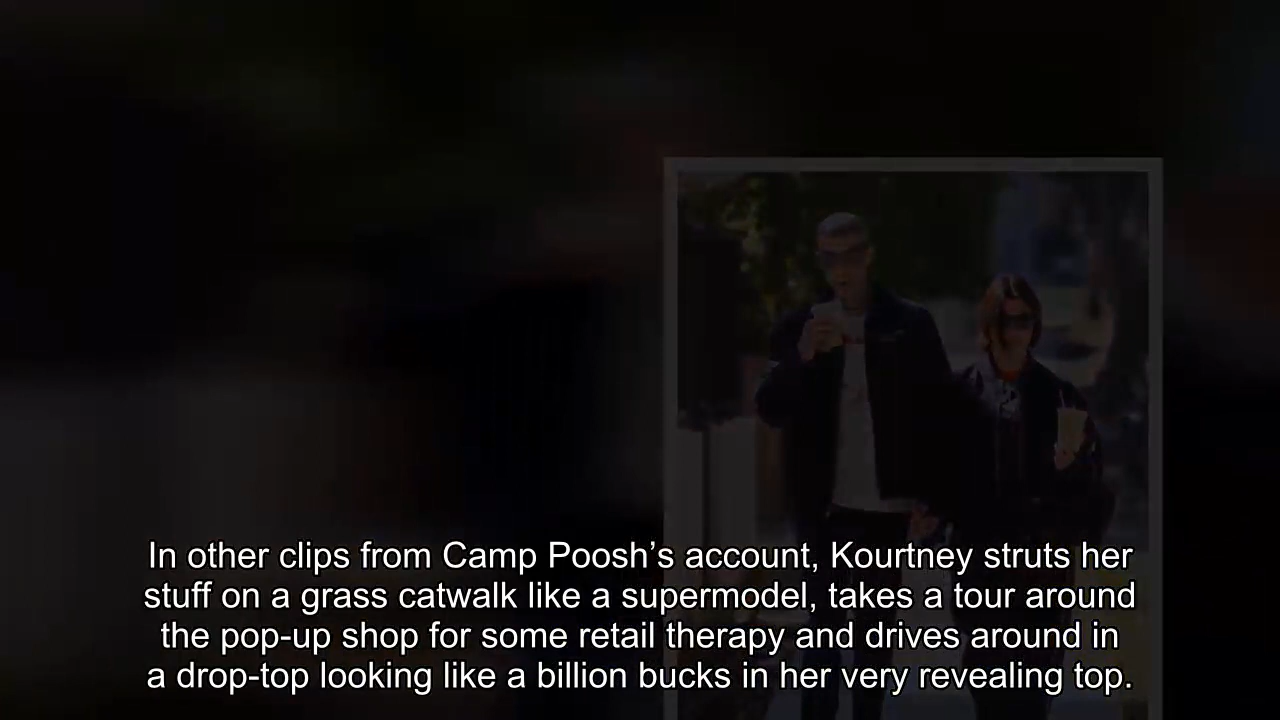 In other clips from Camp Poosh’s account, Kourtney struts her
stuff on a grass catwalk like a supermodel, takes a tour around
the pop-up shop for some retail therapy and drives around in
a drop-top looking like a billion bucks in her very revealing top.